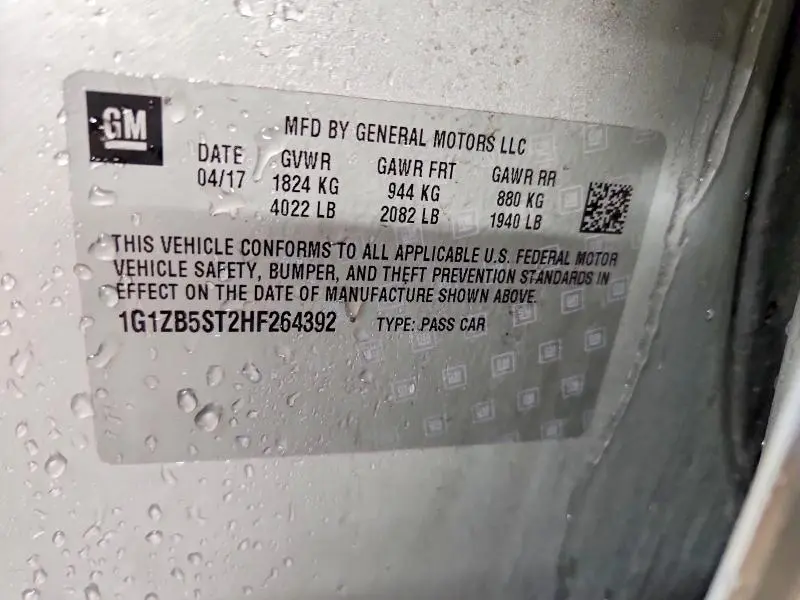 GM
MFD BY GENERAL MOTORS LLC
DATE GVWR GAWR FRT GAWR RR
04/17 1824 KG 944 KG 880 KG
4022 LB 2082 LB 1940 LB
THIS VEHICLE CONFORMS TO ALL APPLICABLE U.S. FEDERAL MOTOR
VEHICLE SAFETY, BUMPER, AND THEFT PREVENTION STANDARDS IN
EFFECT ON THE DATE OF MANUFACTURE SHOWN ABOVE.
1G1ZB5ST2HF264392 TYPE: PASS CAR